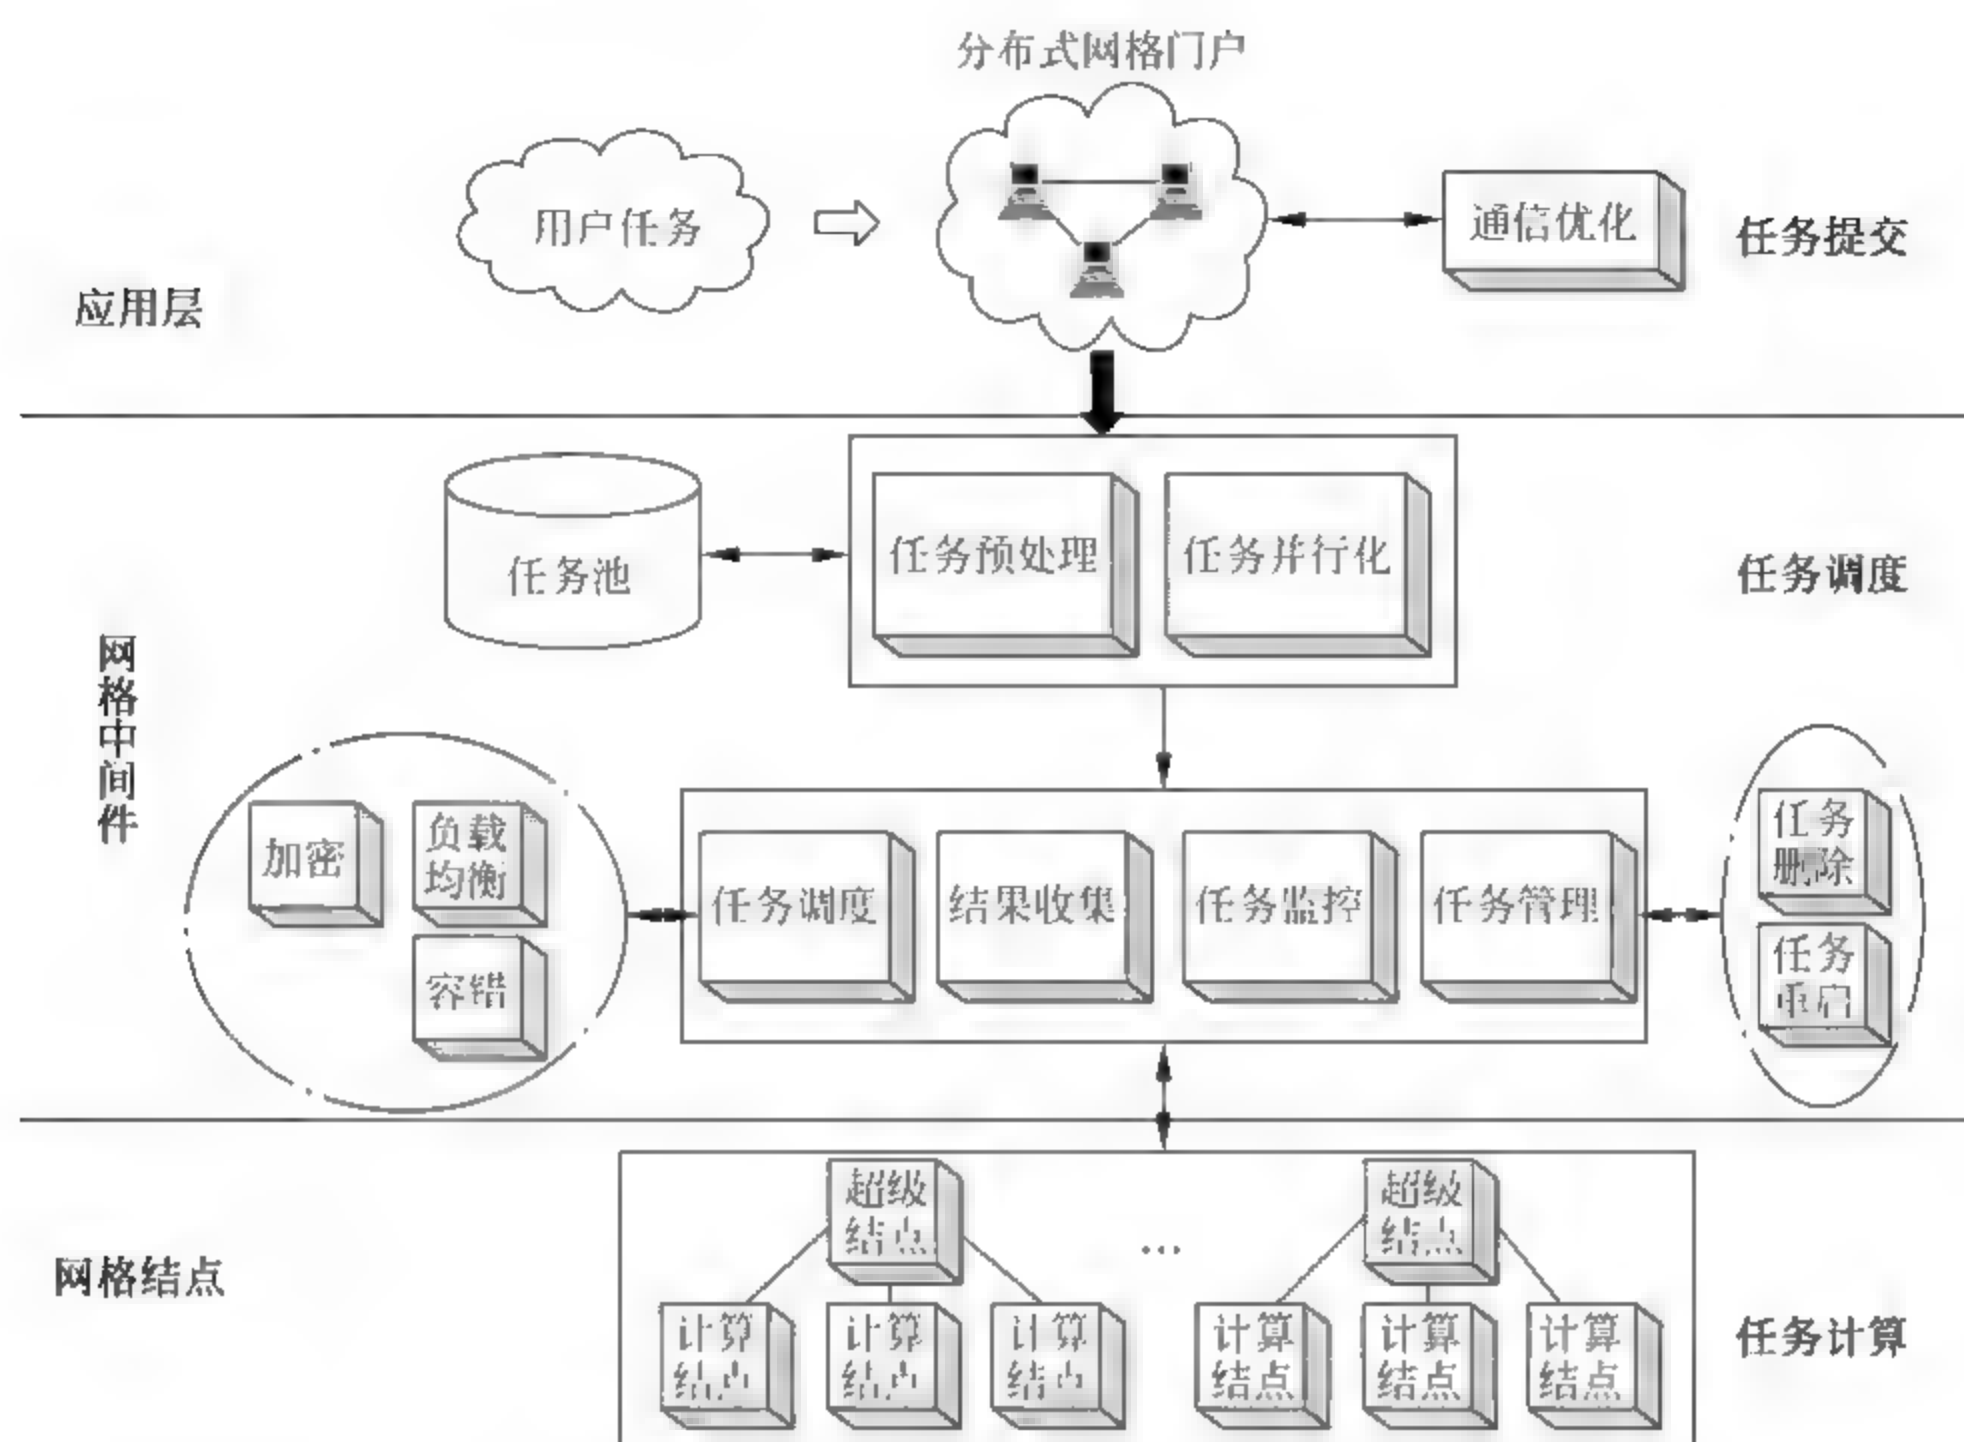 分布式网格门户
用户任务
通信优化
任务提交
应用层
任务池
任务预处理
任务并行化
任务调度
网格中间件
加密
负载
均衡
容错
任务调度
结果收集
任务监控
任务管理
任务
删除
任务
重启
超级
结点
...
超级
结点
网格结点
计算
结点
计算
结点
计算
结点
计算
结点
计算
结点
计算
结点
任务计算